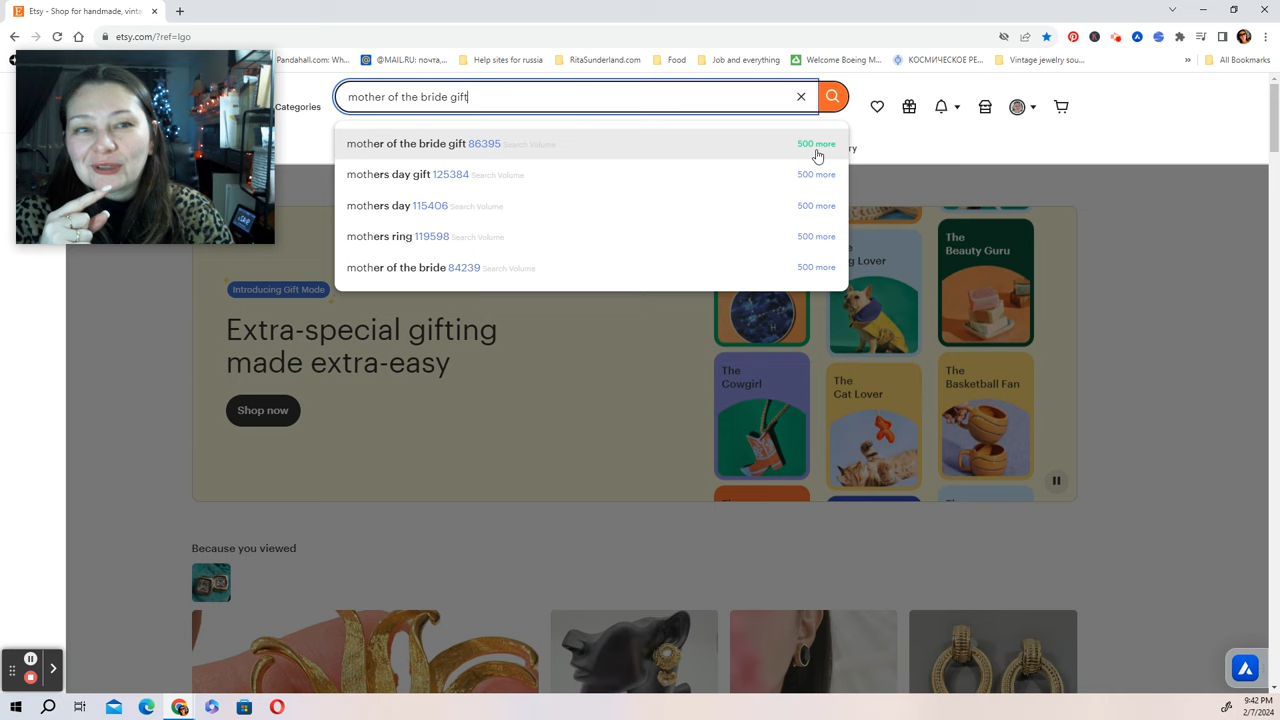 Etsy - Shop for handmade, vinta
etsy.com/?ref=lgo
Pandahall.com: Wh...
@MAIL.RU: почта,...
Help sites for russia
RitaSunderland.com
Food
Job and everything
Welcome Boeing M...
КОСМИЧЕСКОЕ РЕ...
Vintage jewelry sou...
»
All Bookmarks
Categories
mother of the bride gift
mother of the bride gift 86395 Search Volume 500 more
mothers day gift 125384 Search Volume 500 more
mothers day 115406 Search Volume 500 more
mothers ring 119598 Search Volume 500 more
mother of the bride 84239 Search Volume 500 more
Introducing Gift Mode
Extra-special gifting
made extra-easy
Shop now
g Lover
The
Beauty Guru
The
Cowgirl
The
Cat Lover
The
Basketball Fan
Because you viewed
9:42 PM
2/7/2024